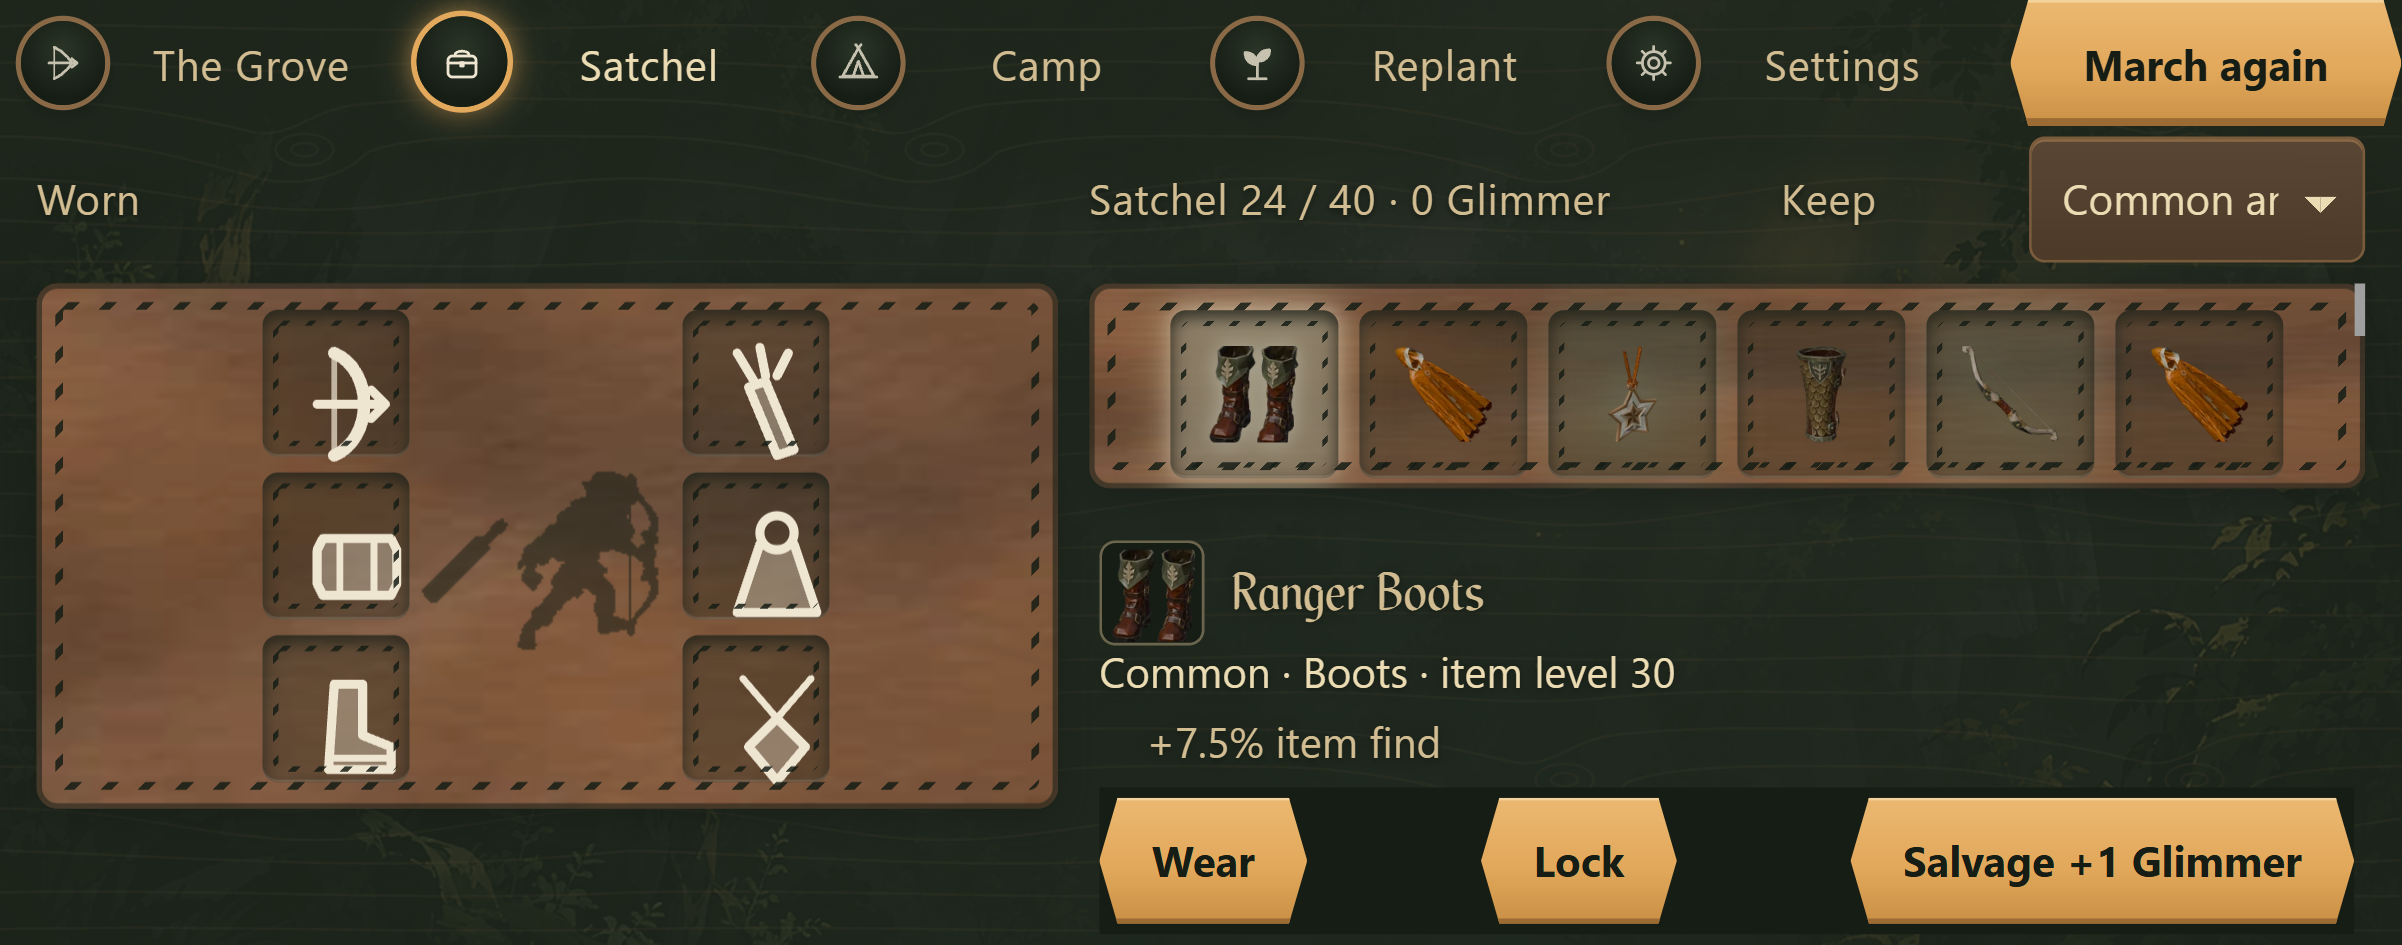 The Grove
Satchel
Camp
Replant
Settings
March again
Worn
Satchel 24 / 40 · 0 Glimmer
Keep
Common ar
Ranger Boots
Common · Boots · item level 30
+7.5% item find
Wear
Lock
Salvage +1 Glimmer